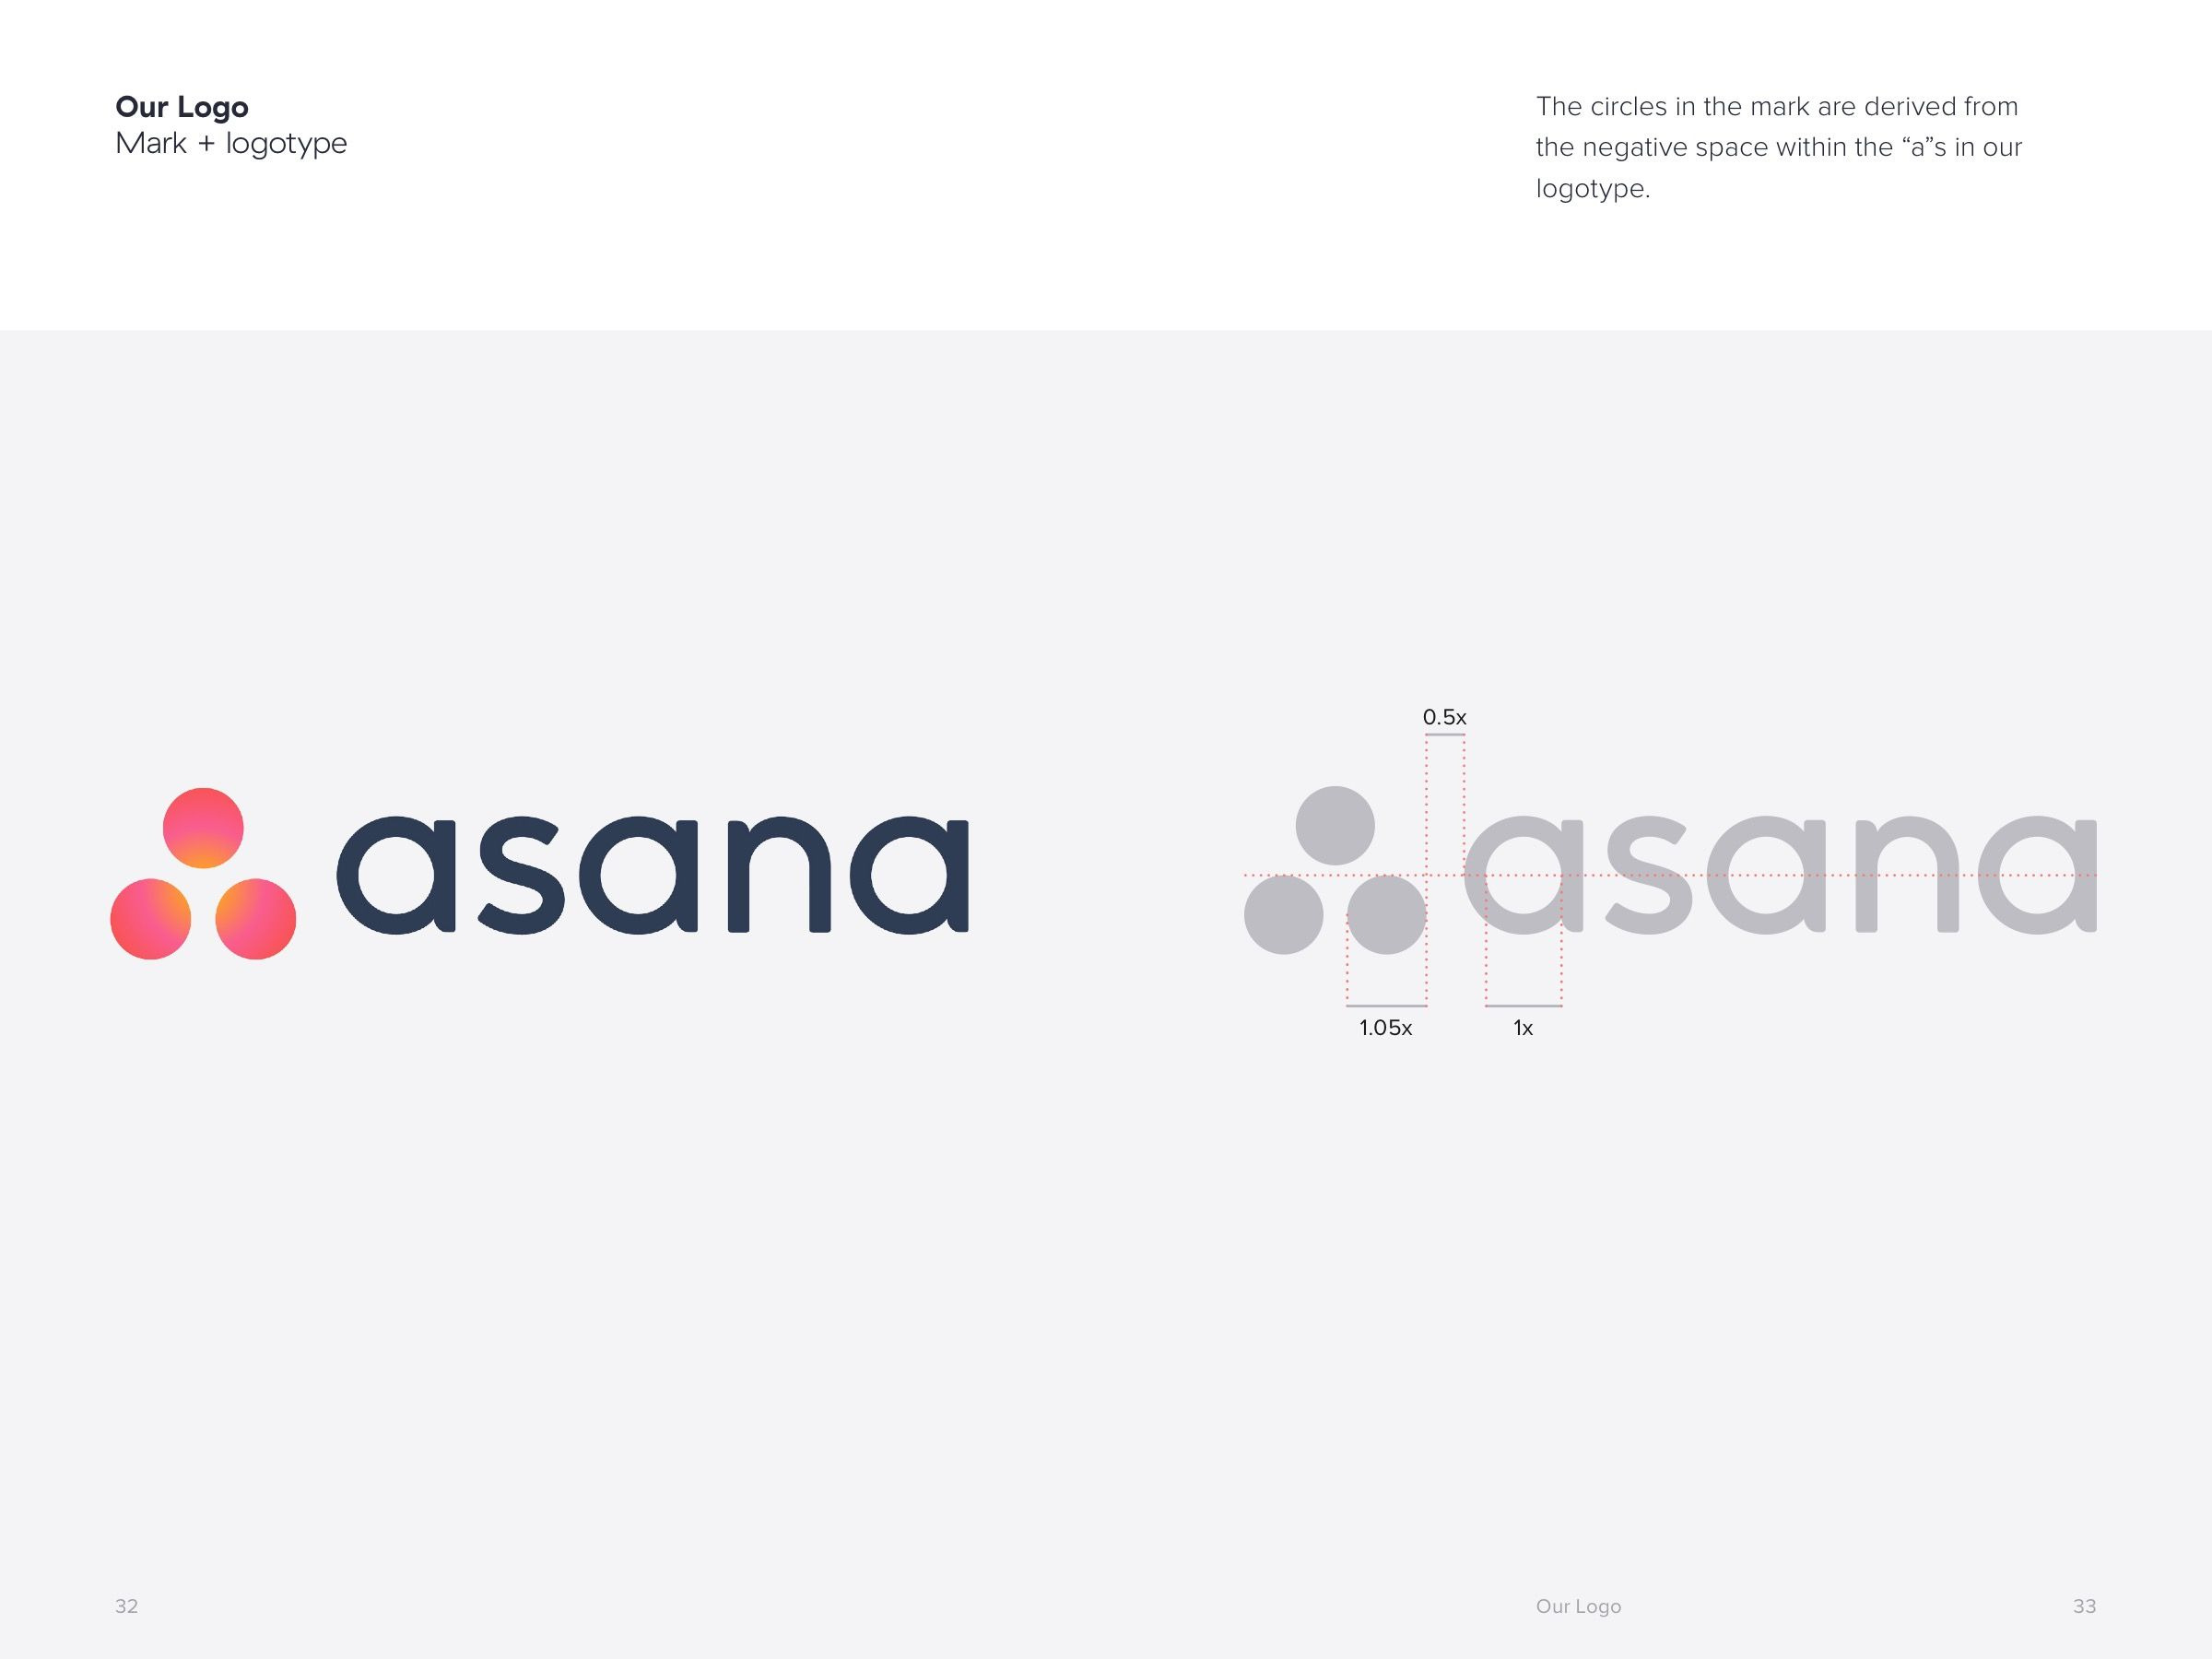 Our Logo
Mark + logotype
The circles in the mark are derived from
the negative space within the “a”s in our
logotype.
asana
0.5x
asana
1.05x
1x
32
Our Logo
33